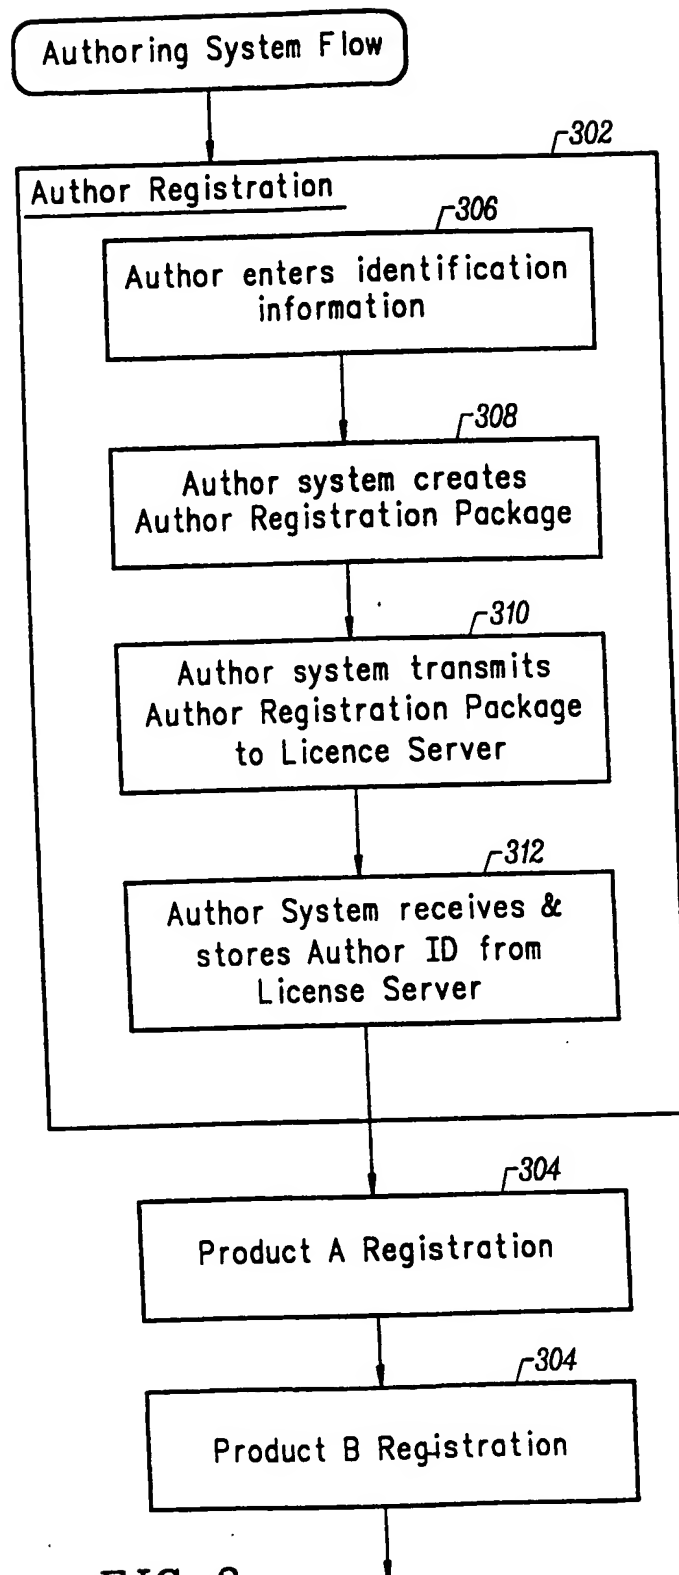 Authoring System Flow
302
Author Registration
306
Author enters identification
information
308
Author system creates
Author Registration Package
310
Author system transmits
Author Registration Package
to Licence Server
312
Author System receives &
stores Author ID from
License Server
304
Product A Registration
304
Product B Registration
FIG.